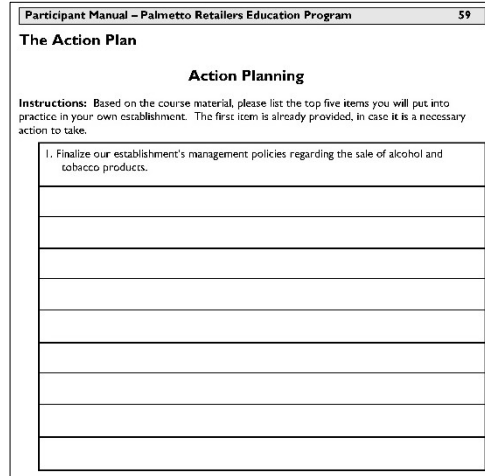 Participant Manual – Palmetto Retailers Education Program 59
The Action Plan
Action Planning
Instructions: Based on the course material, please list the top five items you will put into
practice in your own establishment. The first item is already provided, in case it is a necessary
action to take.
1. Finalize our establishment's management policies regarding the sale of alcohol and
tobacco products.